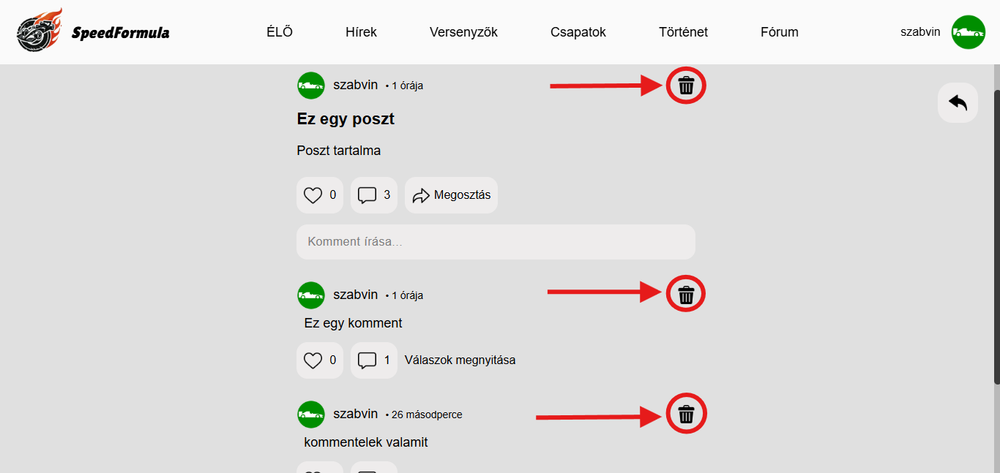 SpeedFormula
ÉLŐ
Hírek
Versenyzők
Csapatok
Történet
Fórum
szabvin
szabvin • 1 órája
Ez egy poszt
Poszt tartalma
0
3
Megosztás
Komment írása...
szabvin • 1 órája
Ez egy komment
0
1
Válaszok megnyitása
szabvin • 26 másodperce
kommentelek valamit